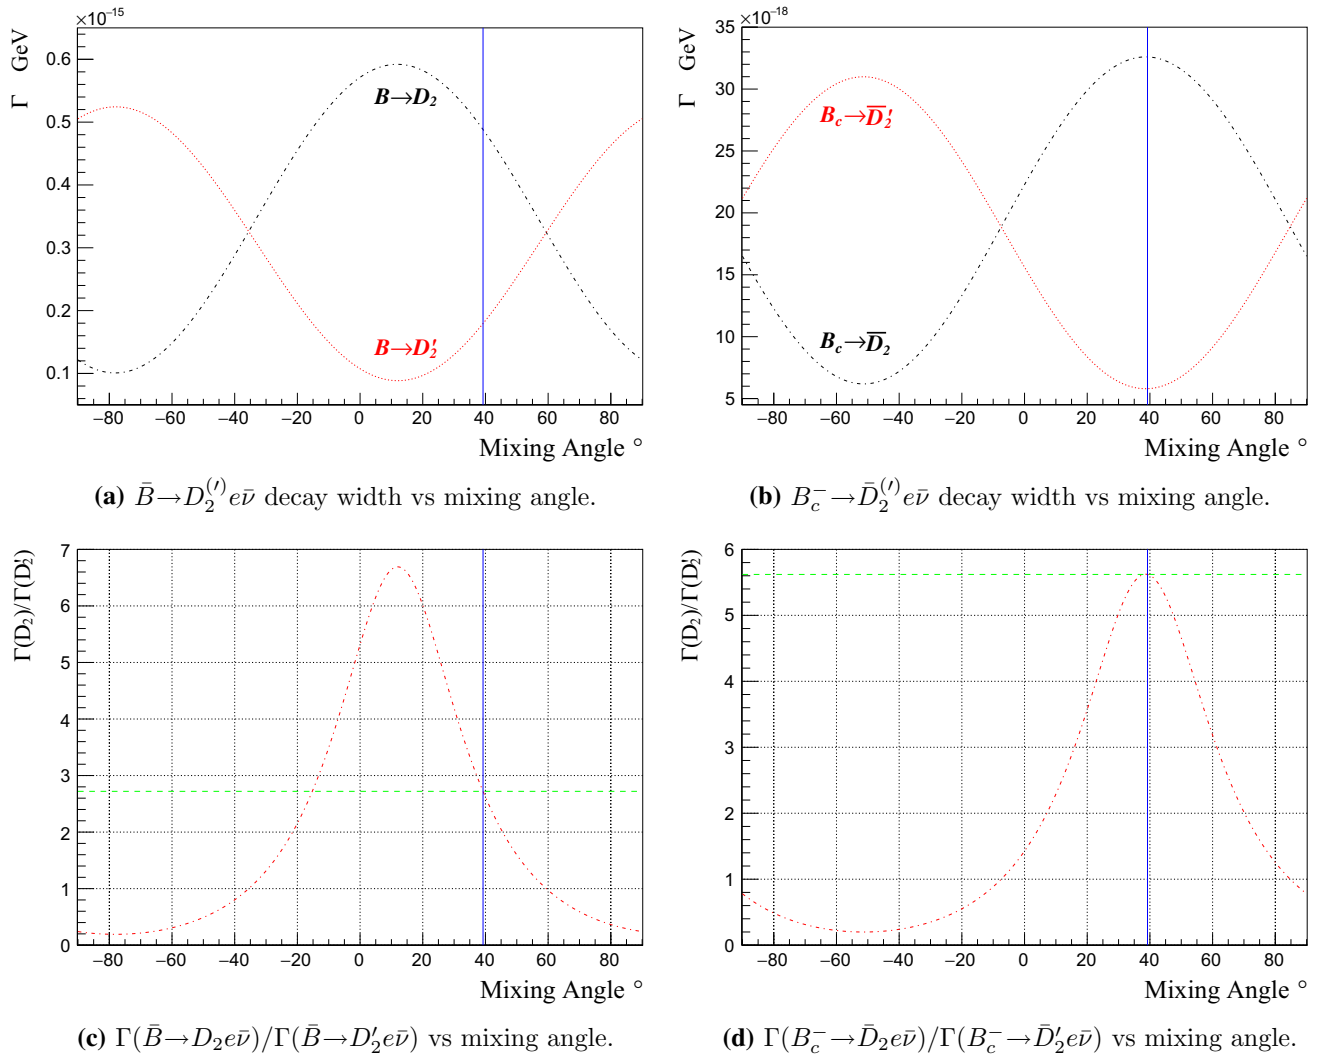 ×10⁻¹⁵
Γ GeV
0.6
0.5
0.4
0.3
0.2
0.1
B→D₂
B→D₂′
−80 −60 −40 −20 0 20 40 60 80
Mixing Angle °
(a) B̄→D₂⁽′⁾eν̄ decay width vs mixing angle.
×10⁻¹⁸
Γ GeV
35
30
25
20
15
10
5
B_c→D̄₂′
B_c→D̄₂
−80 −60 −40 −20 0 20 40 60 80
Mixing Angle °
(b) B_c⁻→D̄₂⁽′⁾eν̄ decay width vs mixing angle.
Γ(D₂)/Γ(D₂′)
7
6
5
4
3
2
1
0
−80 −60 −40 −20 0 20 40 60 80
Mixing Angle °
(c) Γ(B̄→D₂eν̄)/Γ(B̄→D₂′eν̄) vs mixing angle.
Γ(D₂)/Γ(D₂′)
6
5
4
3
2
1
0
−80 −60 −40 −20 0 20 40 60 80
Mixing Angle °
(d) Γ(B_c⁻→D̄₂eν̄)/Γ(B_c⁻→D̄₂′eν̄) vs mixing angle.